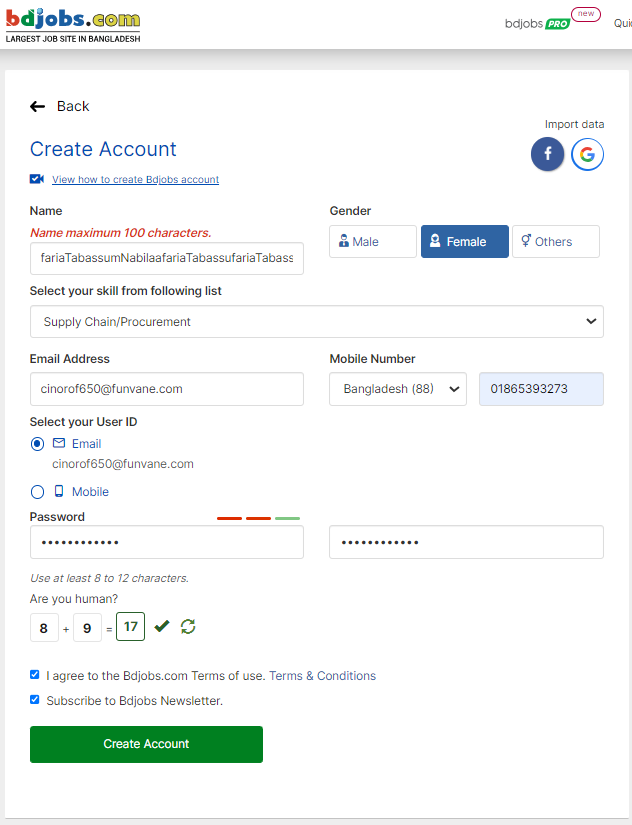 bdjobs.com
LARGEST JOB SITE IN BANGLADESH
bdjobs PRO new
Back
Import data
Create Account
View how to create Bdjobs account
Name
Gender
Name maximum 100 characters.
Male
Female
Others
fariaTabassumNabilaafariaTabassufariaTabass
Select your skill from following list
Supply Chain/Procurement
Email Address
Mobile Number
cinorof650@funvane.com
Bangladesh (88)
01865393273
Select your User ID
Email
cinorof650@funvane.com
Mobile
Password
Use at least 8 to 12 characters.
Are you human?
8 + 9 = 17
I agree to the Bdjobs.com Terms of use. Terms & Conditions
Subscribe to Bdjobs Newsletter.
Create Account